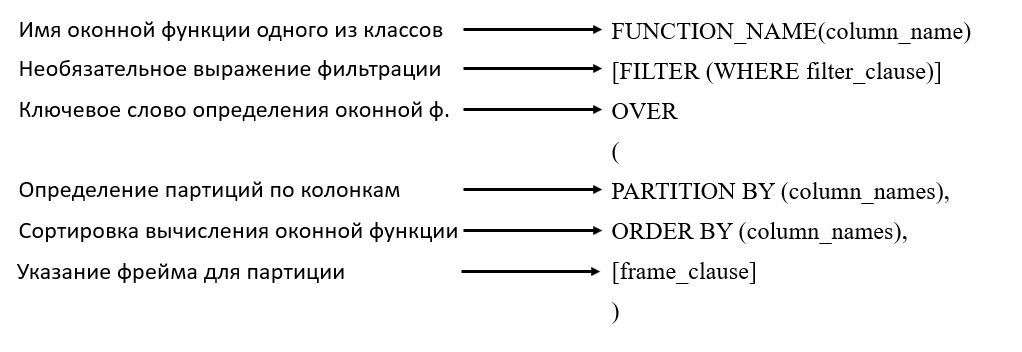 Имя оконной функции одного из классов FUNCTION_NAME(column_name)
Необязательное выражение фильтрации [FILTER (WHERE filter_clause)]
Ключевое слово определения оконной ф. OVER
(
Определение партиций по колонкам PARTITION BY (column_names),
Сортировка вычисления оконной функции ORDER BY (column_names),
Указание фрейма для партиции [frame_clause]
)